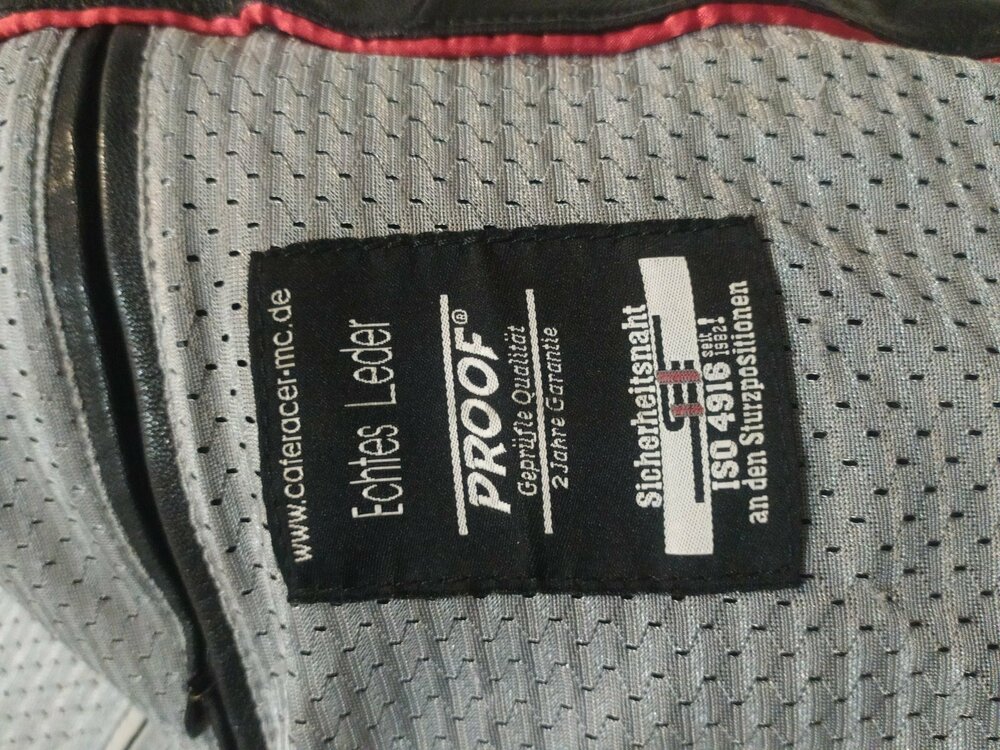 www.caferacer-mc.de
Echtes Leder
PROOF®
Geprüfte Qualität
2 Jahre Garantie
Sicherheitsnaht
ISO 4916 seit 1982!
an den Sturzpositionen